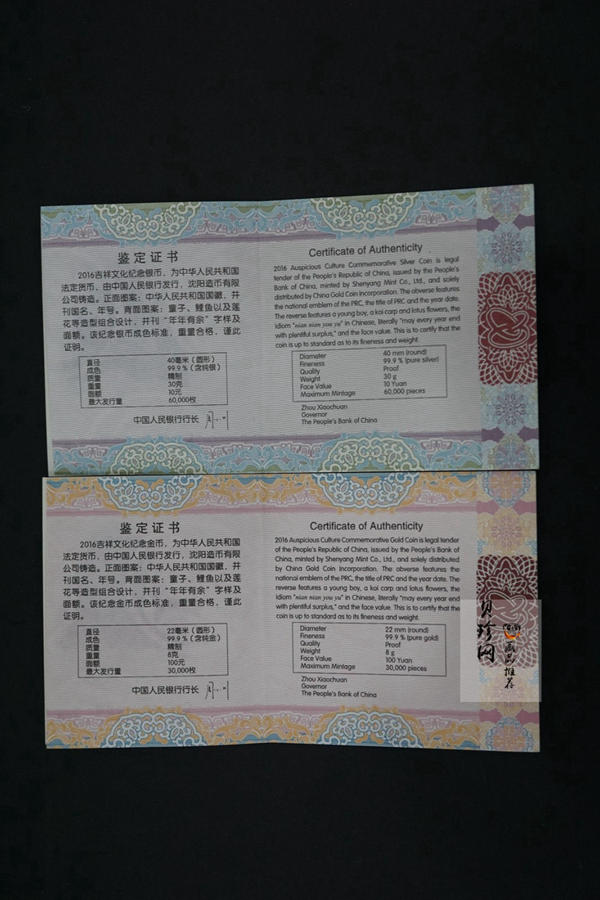 鉴定证书
2016吉祥文化纪念银币，为中华人民共和国
法定货币，由中国人民银行发行，沈阳造币有限
公司铸造。正面图案：中华人民共和国国徽，并
刊国名、年号。背面图案：童子、鲤鱼以及莲
花等造型组合设计，并刊“年年有余”字样及
面额。该纪念银币成色标准，重量合格，谨此
证明。
直径 40毫米（圆形）
成色 99.9％（含纯银）
质量 精制
重量 30克
面额 10元
最大发行量 60,000枚
中国人民银行行长
Certificate of Authenticity
2016 Auspicious Culture Commemorative Silver Coin is legal
tender of the People's Republic of China, issued by the People's
Bank of China, minted by Shenyang Mint Co., Ltd., and solely
distributed by China Gold Coin Incorporation. The obverse features
the national emblem of the PRC, the title of PRC and the year date.
The reverse features a young boy, a koi carp and lotus flowers, the
idiom "nian nian you yu" in Chinese, literally "may every year end
with plentiful surplus," and the face value. This is to certify that the
coin is up to standard as to its fineness and weight.
Diameter 40 mm (round)
Fineness 99.9 % (pure silver)
Quality Proof
Weight 30 g
Face Value 10 Yuan
Maximum Mintage 60,000 pieces
Zhou Xiaochuan
Governor
The People's Bank of China
鉴定证书
2016吉祥文化纪念金币，为中华人民共和国
法定货币，由中国人民银行发行，沈阳造币有限
公司铸造。正面图案：中华人民共和国国徽，并
刊国名、年号。背面图案：童子、鲤鱼以及莲
花等造型组合设计，并刊“年年有余”字样及
面额。该纪念金币成色标准，重量合格，谨此
证明。
直径 22毫米（圆形）
成色 99.9％（含纯金）
质量 精制
重量 8克
面额 100元
最大发行量 30,000枚
中国人民银行行长
Certificate of Authenticity
2016 Auspicious Culture Commemorative Gold Coin is legal tender
of the People's Republic of China, issued by the People's Bank of
China, minted by Shenyang Mint Co., Ltd., and solely distributed
by China Gold Coin Incorporation. The obverse features the
national emblem of the PRC, the title of PRC and the year date. The
reverse features a young boy, a koi carp and lotus flowers, the
idiom "nian nian you yu" in Chinese, literally "may every year end
with plentiful surplus," and the face value. This is to certify that the
coin is up to standard as to its fineness and weight.
Diameter 22 mm (round)
Fineness 99.9 % (pure gold)
Quality Proof
Weight 8 g
Face Value 100 Yuan
Maximum Mintage 30,000 pieces
Zhou Xiaochuan
Governor
The People's Bank of China
贝珍网
藏品推荐